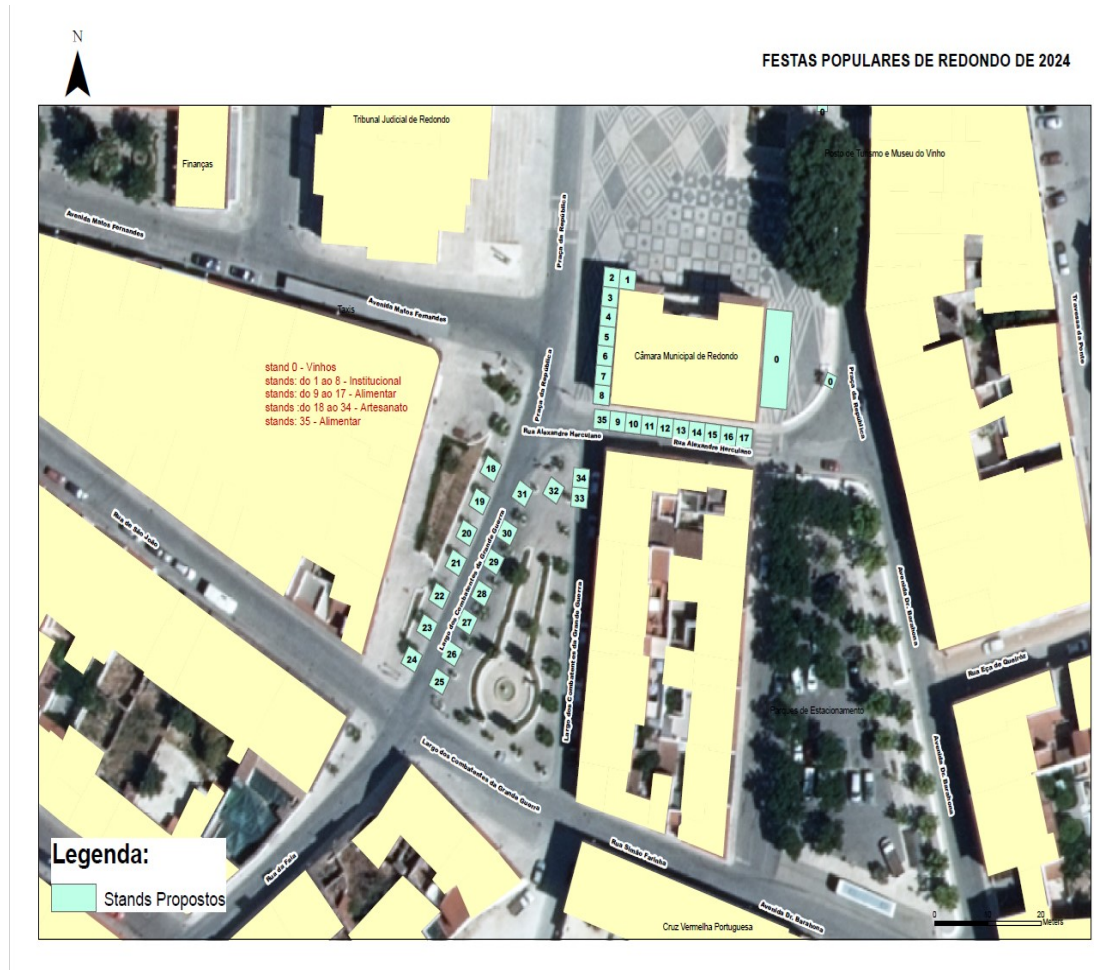 N
FESTAS POPULARES DE REDONDO DE 2024
Tribunal Judicial de Redondo
0
Posto de Turismo e Museu do Vinho
Finanças
Avenida Matos Fernandes
Praça da República
Taxis
Avenida Matos Fernandes
Travessa da Ponte
2 1
3
4
5
6
7
8
Câmara Municipal de Redondo
0
0
stand 0 - Vinhos
stands: do 1 ao 8 - Institucional
stands: do 9 ao 17 - Alimentar
stands :do 18 ao 34 - Artesanato
stands: 35 - Alimentar
Praça da República
Praça da República
35 9 10 11 12 13 14 15 16 17
Rua Alexandre Herculano
Rua Alexandre Herculano
18
19
20
21
22
23
24
31
32
34
33
30
29
28
27
26
25
Largo dos Combatentes da Grande Guerra
Largo dos Combatentes da Grande Guerra
Rua de São João
Avenida Dr. Barahona
Rua Eça de Queirós
Parques de Estacionamento
Avenida Dr. Barahona
Largo dos Combatentes da Grande Guerra
Rua Simão Farinha
Avenida Dr. Barahona
Cruz Vermelha Portuguesa
Legenda:
Stands Propostos
0 10 20
Meters